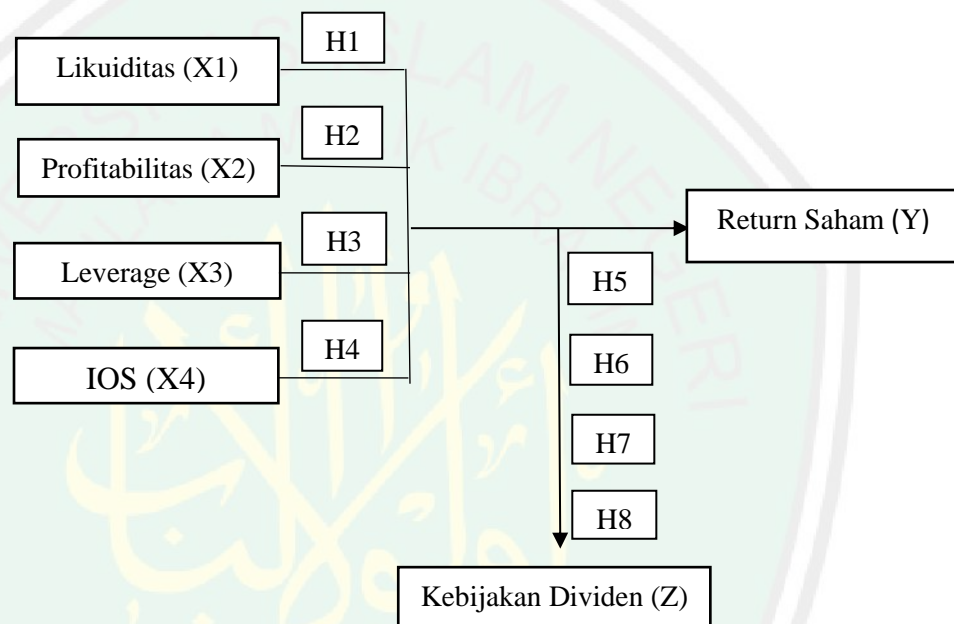 H1
Likuiditas (X1)
H2
Profitabilitas (X2)
H3
Leverage (X3)
H4
IOS (X4)
Return Saham (Y)
H5
H6
H7
H8
Kebijakan Dividen (Z)